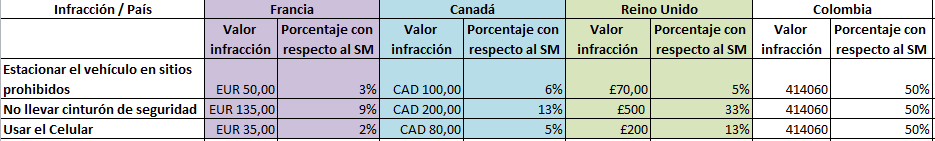 Infracción / País Francia Canadá Reino Unido Colombia
Valor Porcentaje con Valor Porcentaje con Valor Porcentaje con Valor Porcentaje con
infracción respecto al SM infracción respecto al SM infracción respecto al SM infracción respecto al SM
Estacionar el vehículo en sitios
prohibidos EUR 50,00 3% CAD 100,00 6% £70,00 5% 414060 50%
No llevar cinturón de seguridad EUR 135,00 9% CAD 200,00 13% £500 33% 414060 50%
Usar el Celular EUR 35,00 2% CAD 80,00 5% £200 13% 414060 50%